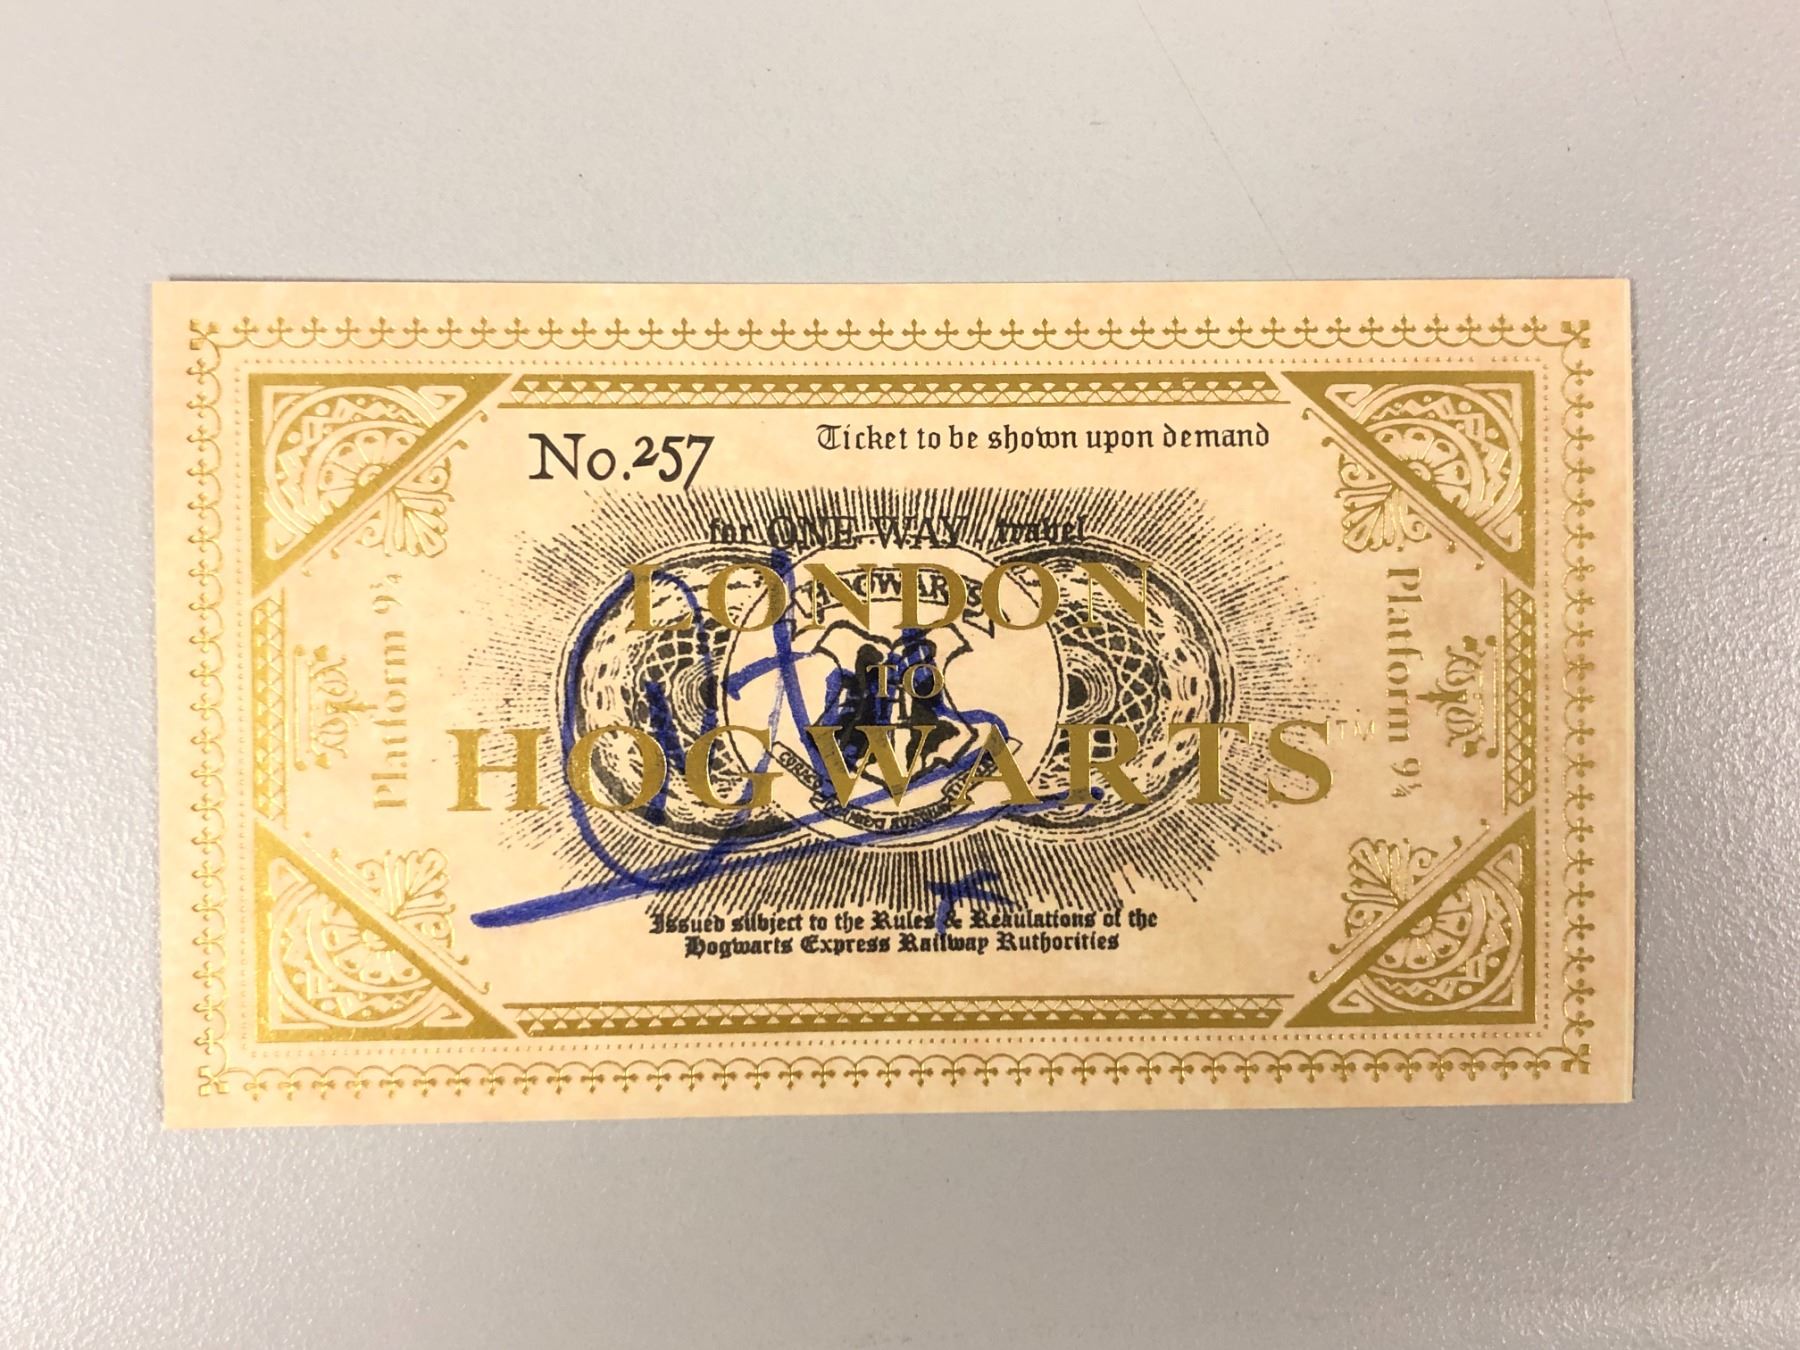 No.257
Ticket to be shown upon demand
for ONE WAY travel
HOGWARTS
LONDON
TO
HOGWARTS™
Platform 9¾
Platform 9¾
Issued subject to the Rules & Regulations of the
Hogwarts Express Railway Authorities